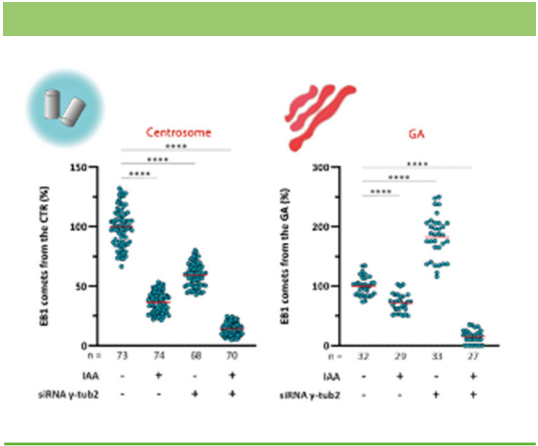 Centrosome
****
****
****
EB1 comets from the CTR (%)
150
100
50
0
n = 73 74 68 70
IAA - + - +
siRNA γ-tub2 - - + +
GA
****
****
****
EB1 comets from the GA (%)
300
200
100
0
n = 32 29 33 27
IAA - + - +
siRNA γ-tub2 - - + +